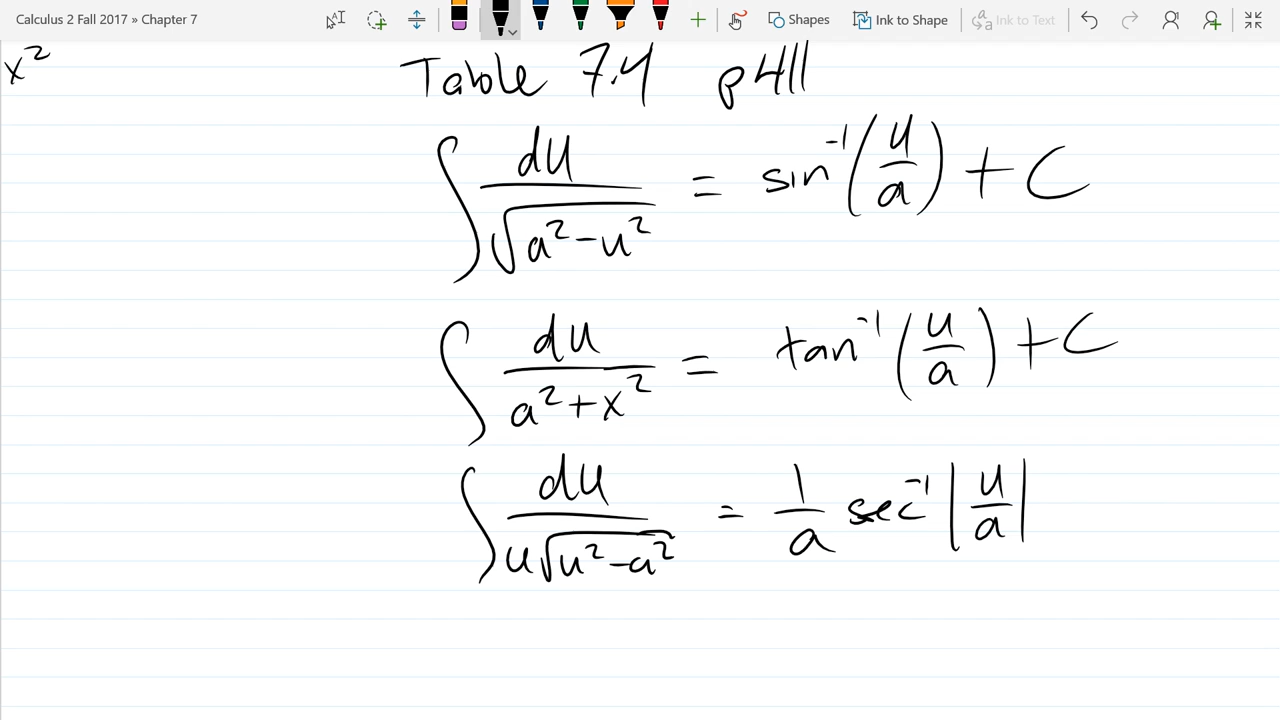 Calculus 2 Fall 2017 » Chapter 7
Shapes
Ink to Shape
Ink to Text
x²
Table 7.4 p411
∫ du / √(a² − u²) = sin⁻¹(u/a) + C
∫ du / (a² + x²) = tan⁻¹(u/a) + C
∫ du / (u√(u² − a²)) = 1/a sec⁻¹|u/a|